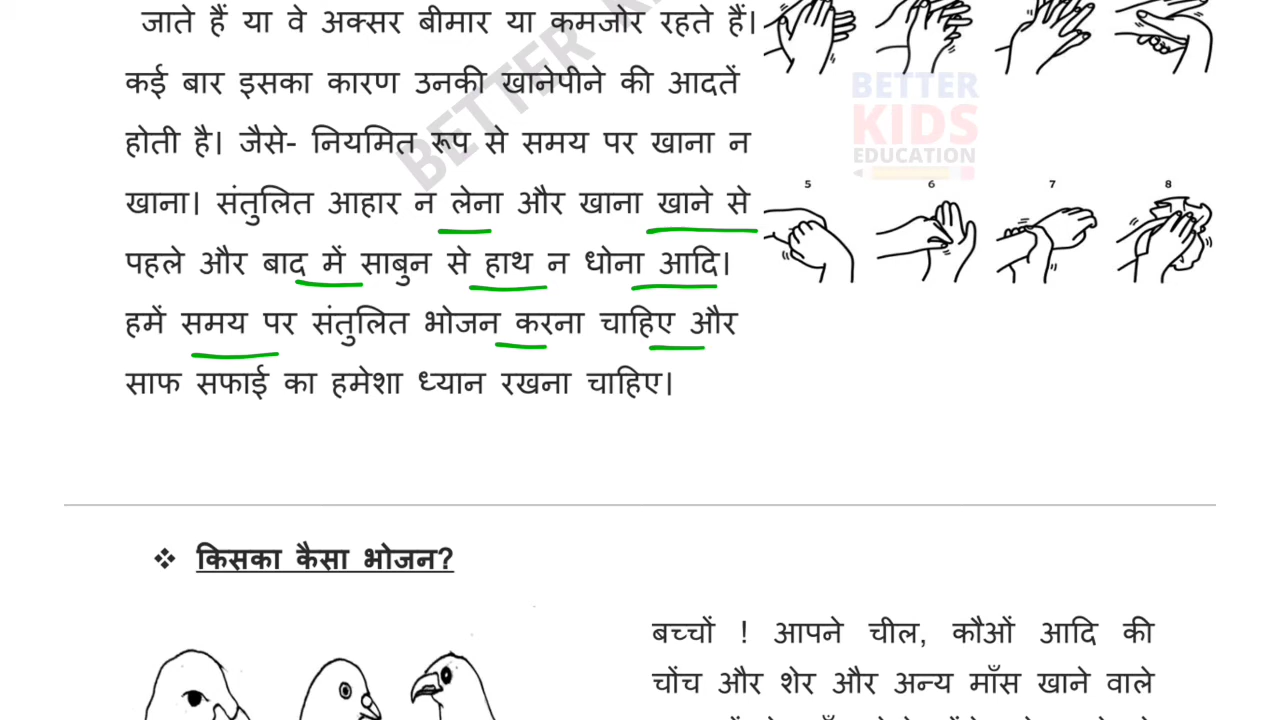 जाते हैं या वे अक्सर बीमार या कमजोर रहते हैं।
कई बार इसका कारण उनकी खानेपीने की आदतें
होती है। जैसे- नियमित रूप से समय पर खाना न
खाना। संतुलित आहार न लेना और खाना खाने से
पहले और बाद में साबुन से हाथ न धोना आदि।
हमें समय पर संतुलित भोजन करना चाहिए और
साफ सफाई का हमेशा ध्यान रखना चाहिए।
BETTER
BETTER
KIDS
EDUCATION
5 6 7 8
❖ किसका कैसा भोजन?
बच्चों ! आपने चील, कौओं आदि की
चोंच और शेर और अन्य माँस खाने वाले